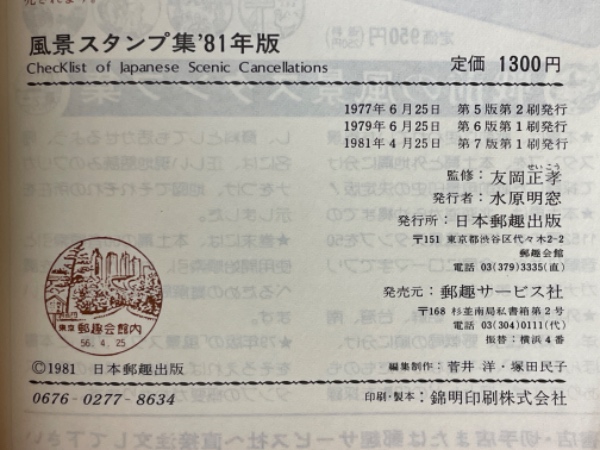 風景スタンプ集'81年版
CheckList of Japanese Scenic Cancellations
定価 1300円
1977年6月25日 第5版第2刷発行
1979年6月25日 第6版第1刷発行
1981年4月25日 第7版第1刷発行
せいこう
監修：友岡正孝
発行者：水原明窓
発行所：日本郵趣出版
〒151 東京都渋谷区代々木2-2
郵趣会館
電話 03(379)3335(直)
発売元：郵趣サービス社
〒168 杉並南局私書箱第2号
電話 03(304)0111(代)
振替：横浜4番
編集制作：菅井 洋・塚田民子
印刷・製本：錦明印刷株式会社
東京 郵趣会館内
56.4.25
©1981 日本郵趣出版
0676-0277-8634